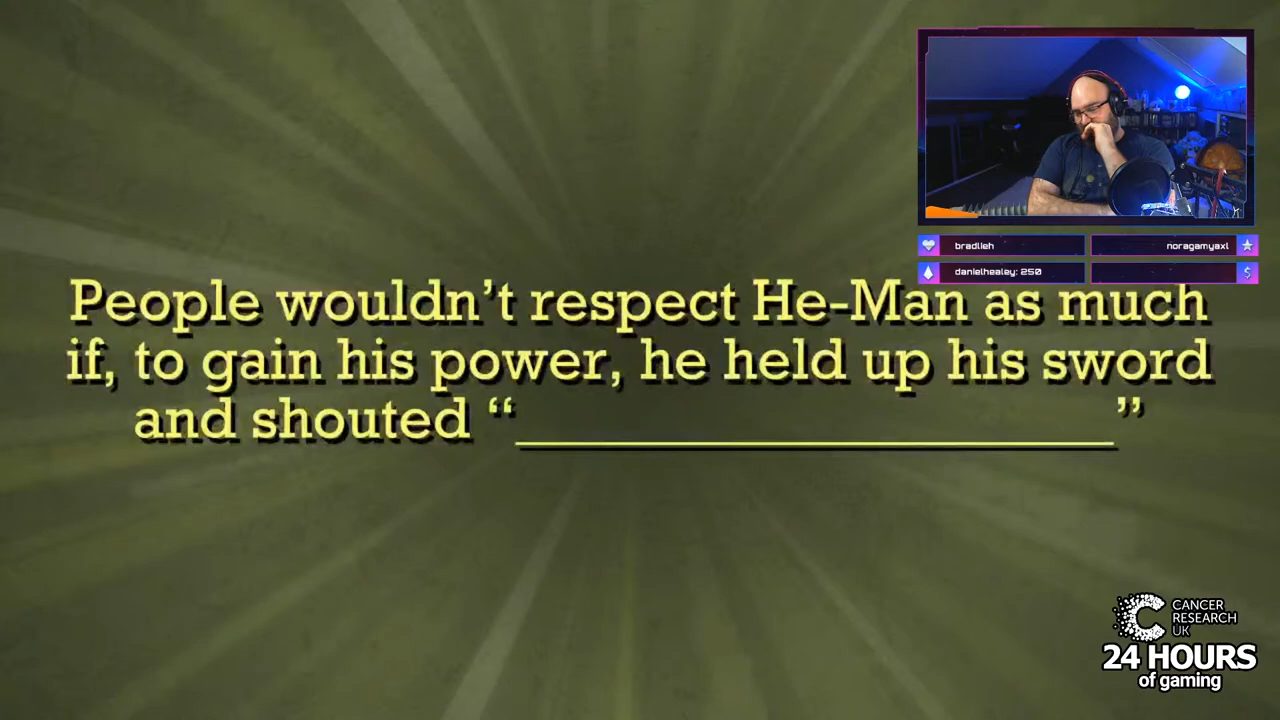 People wouldn't respect He-Man as much
if, to gain his power, he held up his sword
and shouted “____________________”
bradlieh
noragamyaxl
danielhealey: 250
CANCER
RESEARCH
UK
24 HOURS
of gaming